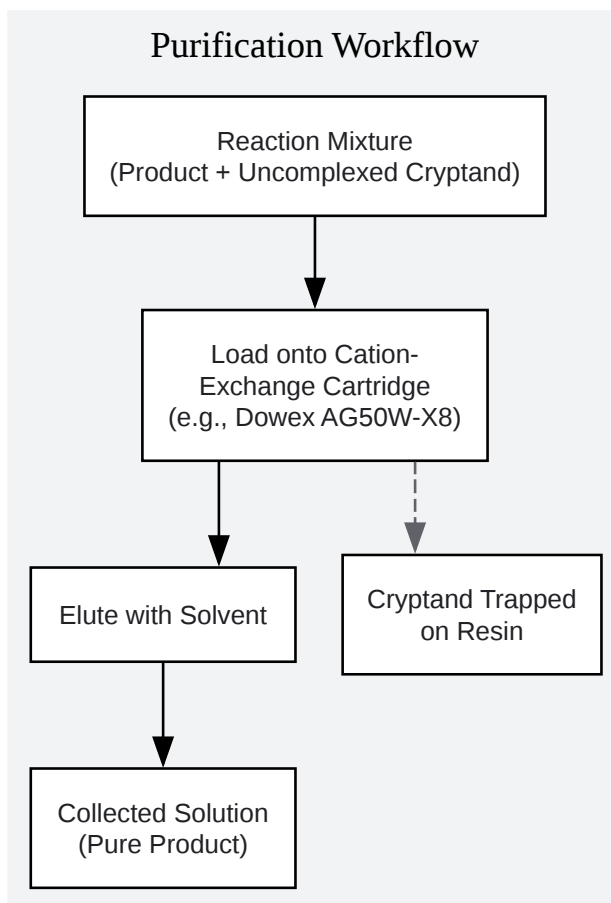 Purification Workflow
Reaction Mixture
(Product + Uncomplexed Cryptand)
Load onto Cation-
Exchange Cartridge
(e.g., Dowex AG50W-X8)
Elute with Solvent
Cryptand Trapped
on Resin
Collected Solution
(Pure Product)